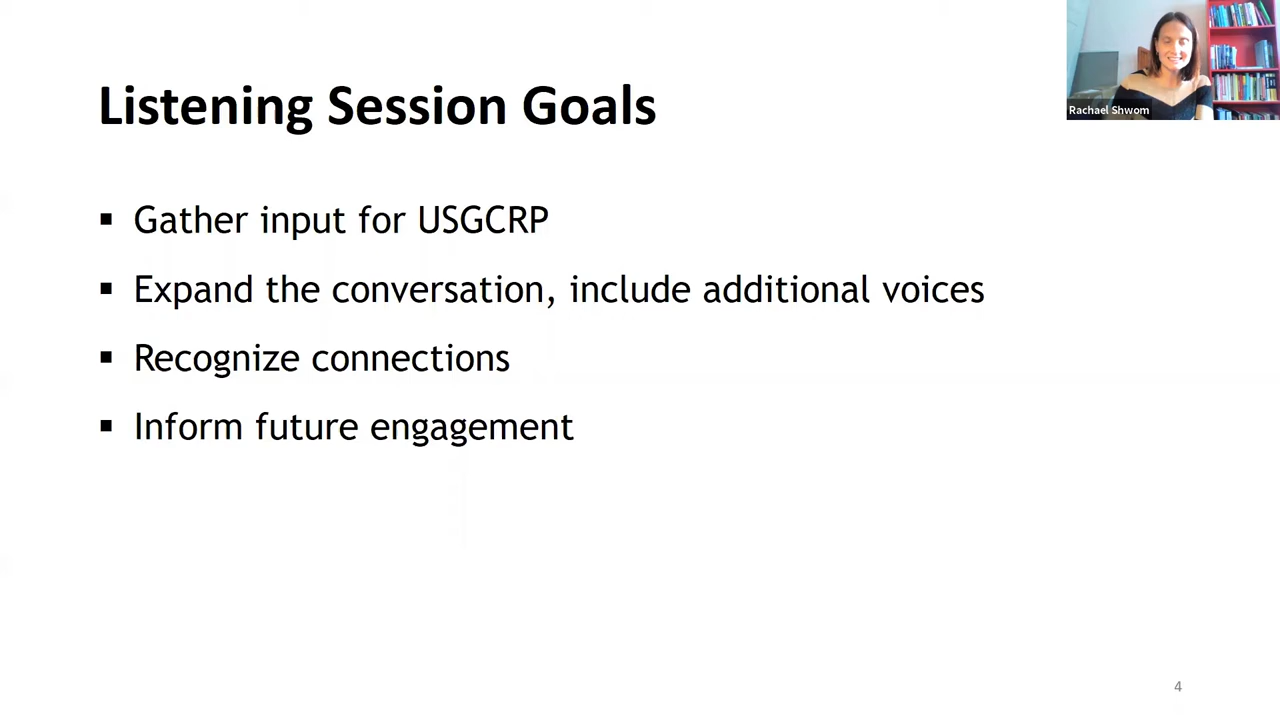 Listening Session Goals
Rachael Shwom
▪ Gather input for USGCRP
▪ Expand the conversation, include additional voices
▪ Recognize connections
▪ Inform future engagement
4